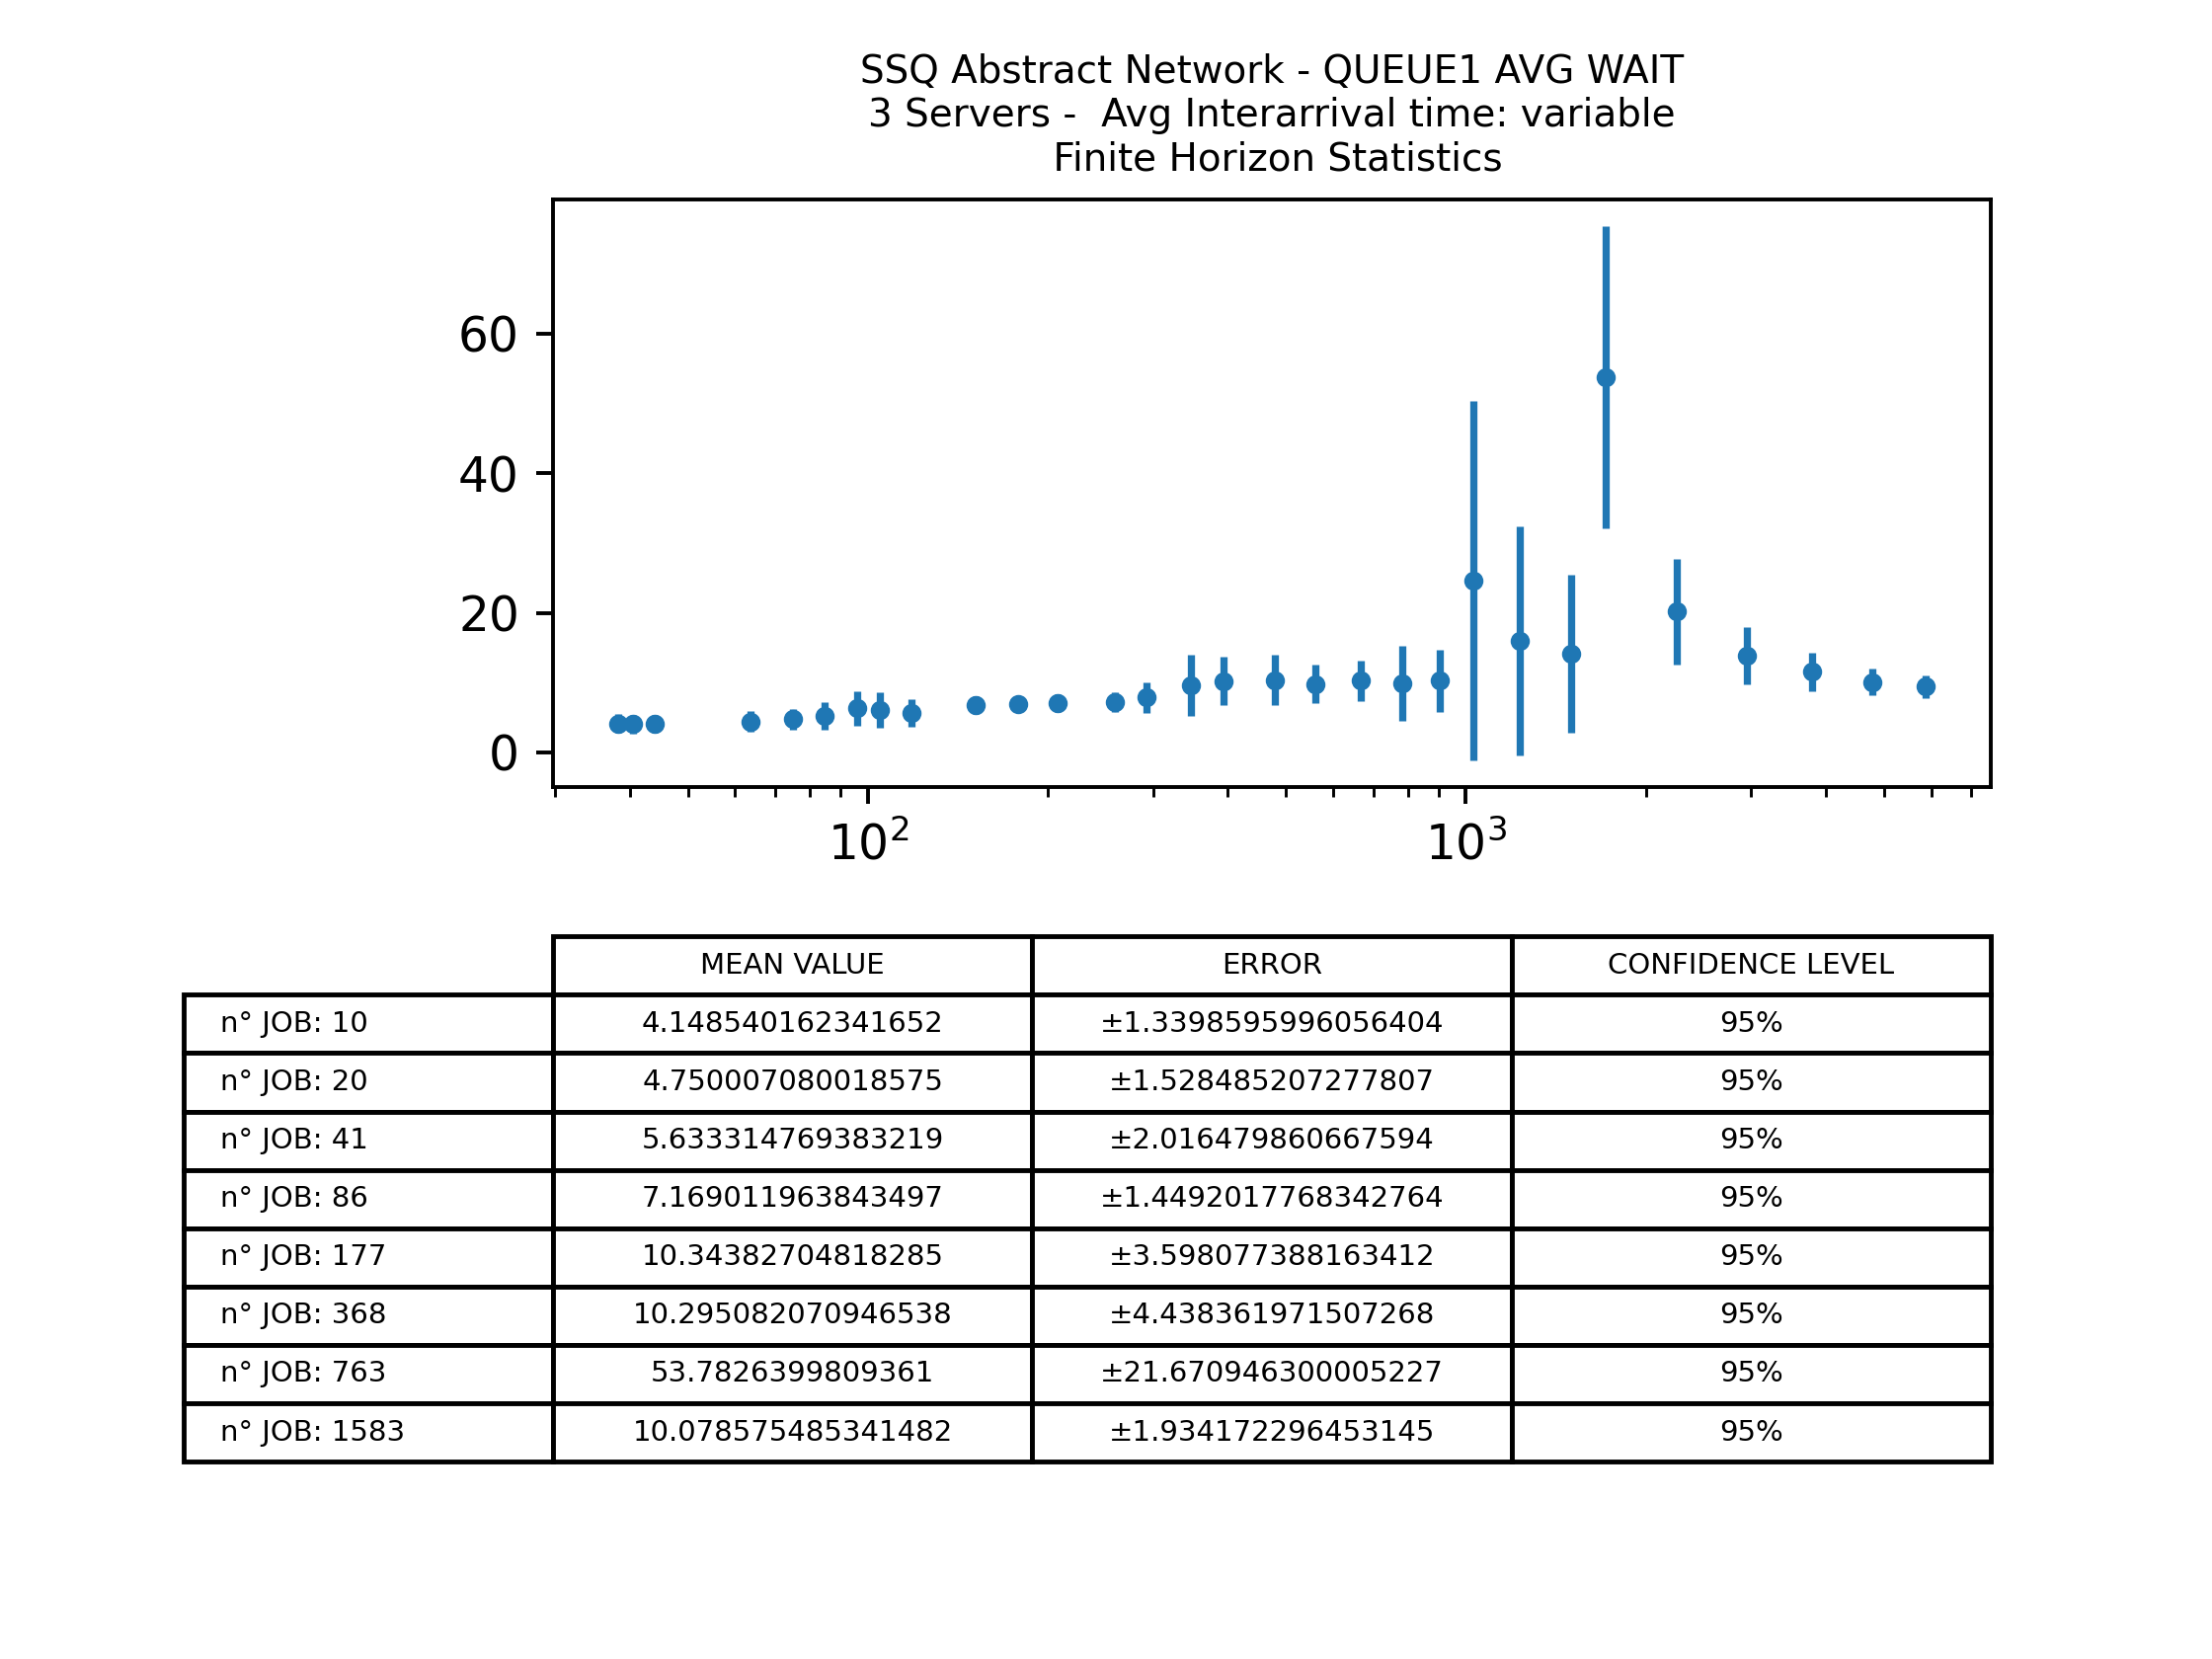 SSQ Abstract Network - QUEUE1 AVG WAIT
3 Servers -  Avg Interarrival time: variable
Finite Horizon Statistics
60
40
20
0
10² 10³
MEAN VALUE ERROR CONFIDENCE LEVEL
n° JOB: 10 4.148540162341652 ±1.3398595996056404 95%
n° JOB: 20 4.750007080018575 ±1.528485207277807 95%
n° JOB: 41 5.633314769383219 ±2.016479860667594 95%
n° JOB: 86 7.169011963843497 ±1.4492017768342764 95%
n° JOB: 177 10.34382704818285 ±3.598077388163412 95%
n° JOB: 368 10.295082070946538 ±4.438361971507268 95%
n° JOB: 763 53.7826399809361 ±21.670946300005227 95%
n° JOB: 1583 10.078575485341482 ±1.934172296453145 95%